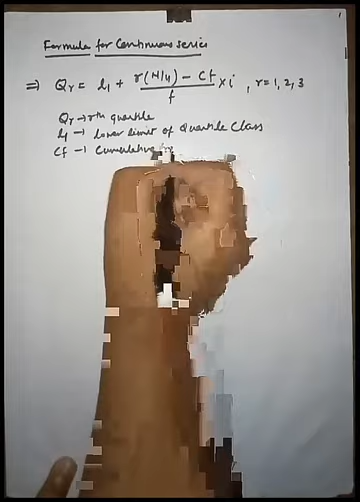 Formula for Continuous series
⇒ Qr = l1 + r(N/4) - Cf / f × i , r = 1, 2, 3
Qr → rth quartile
l1 → lower limit of Quartile Class
Cf → Cumulative